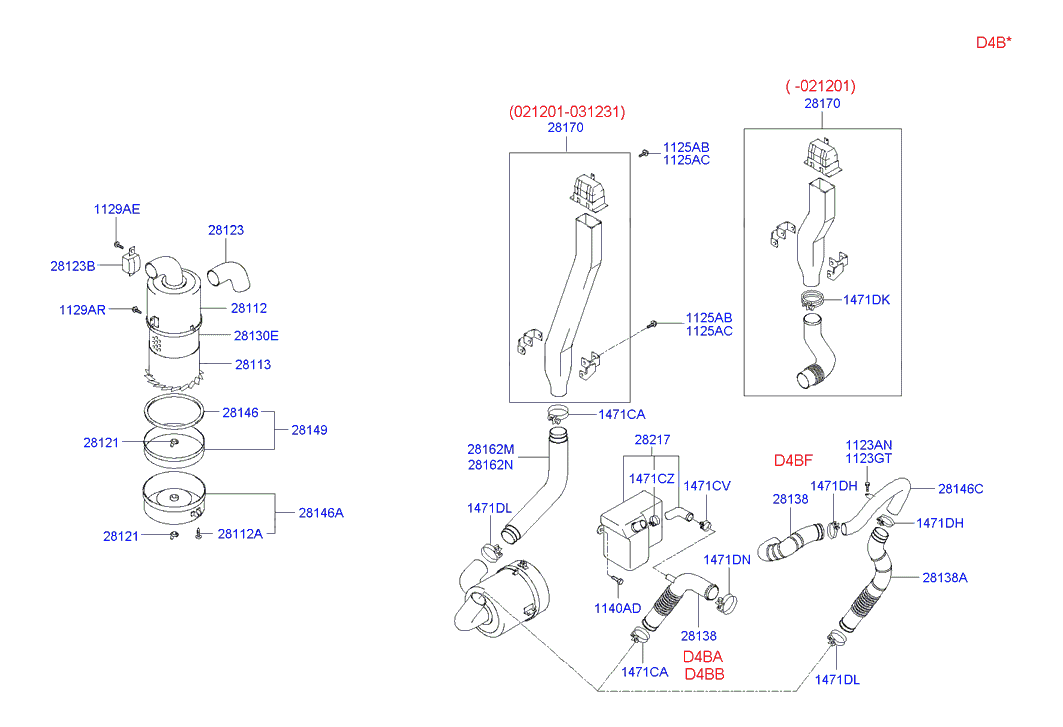 D4B*
( -021201)
28170
(021201-031231)
28170
1125AB
1125AC
1129AE
28123
28123B
1129AR
28112
28130E
28113
1471DK
1125AB
1125AC
28146
28149
28121
1471CA
28162M
28162N
28217
1471CZ
1471CV
D4BF
1123AN
1123GT
1471DH
28146C
28138
28146A
28121
28112A
1471DL
1471DH
1471DN
28138A
1140AD
28138
D4BA
D4BB
1471CA
1471DL